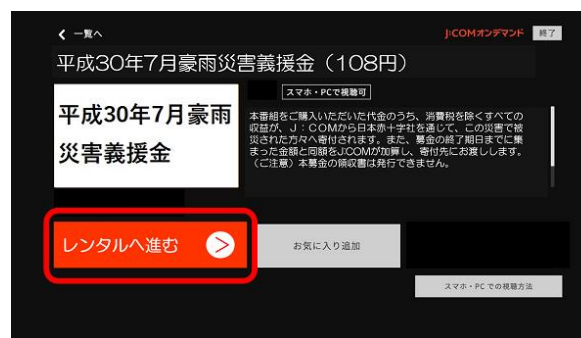 一覧へ
J:COMオンデマンド 終了
平成30年7月豪雨災害義援金（108円）
スマホ・PCで視聴可
平成30年7月豪雨
災害義援金
本番組をご購入いただいた代金のうち、消費税を除くすべての
収益が、J：COMから日本赤十字社を通じて、この災害で被
災された方々へ寄付されます。また、募金の終了期日までに集
まった金額と同額をJ:COMが加算し、寄付先にお渡しします。
（ご注意）本募金の領収書は発行できません。
レンタルへ進む
お気に入り追加
スマホ・PC での視聴方法